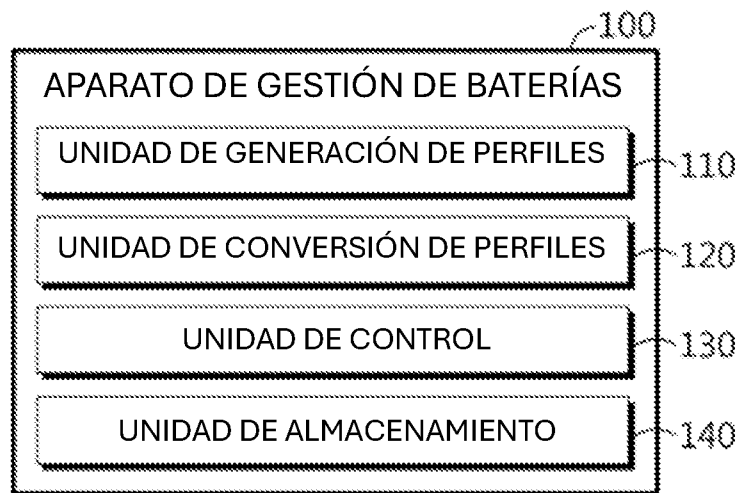 100
APARATO DE GESTIÓN DE BATERÍAS
UNIDAD DE GENERACIÓN DE PERFILES
110
UNIDAD DE CONVERSIÓN DE PERFILES
120
UNIDAD DE CONTROL
130
UNIDAD DE ALMACENAMIENTO
140